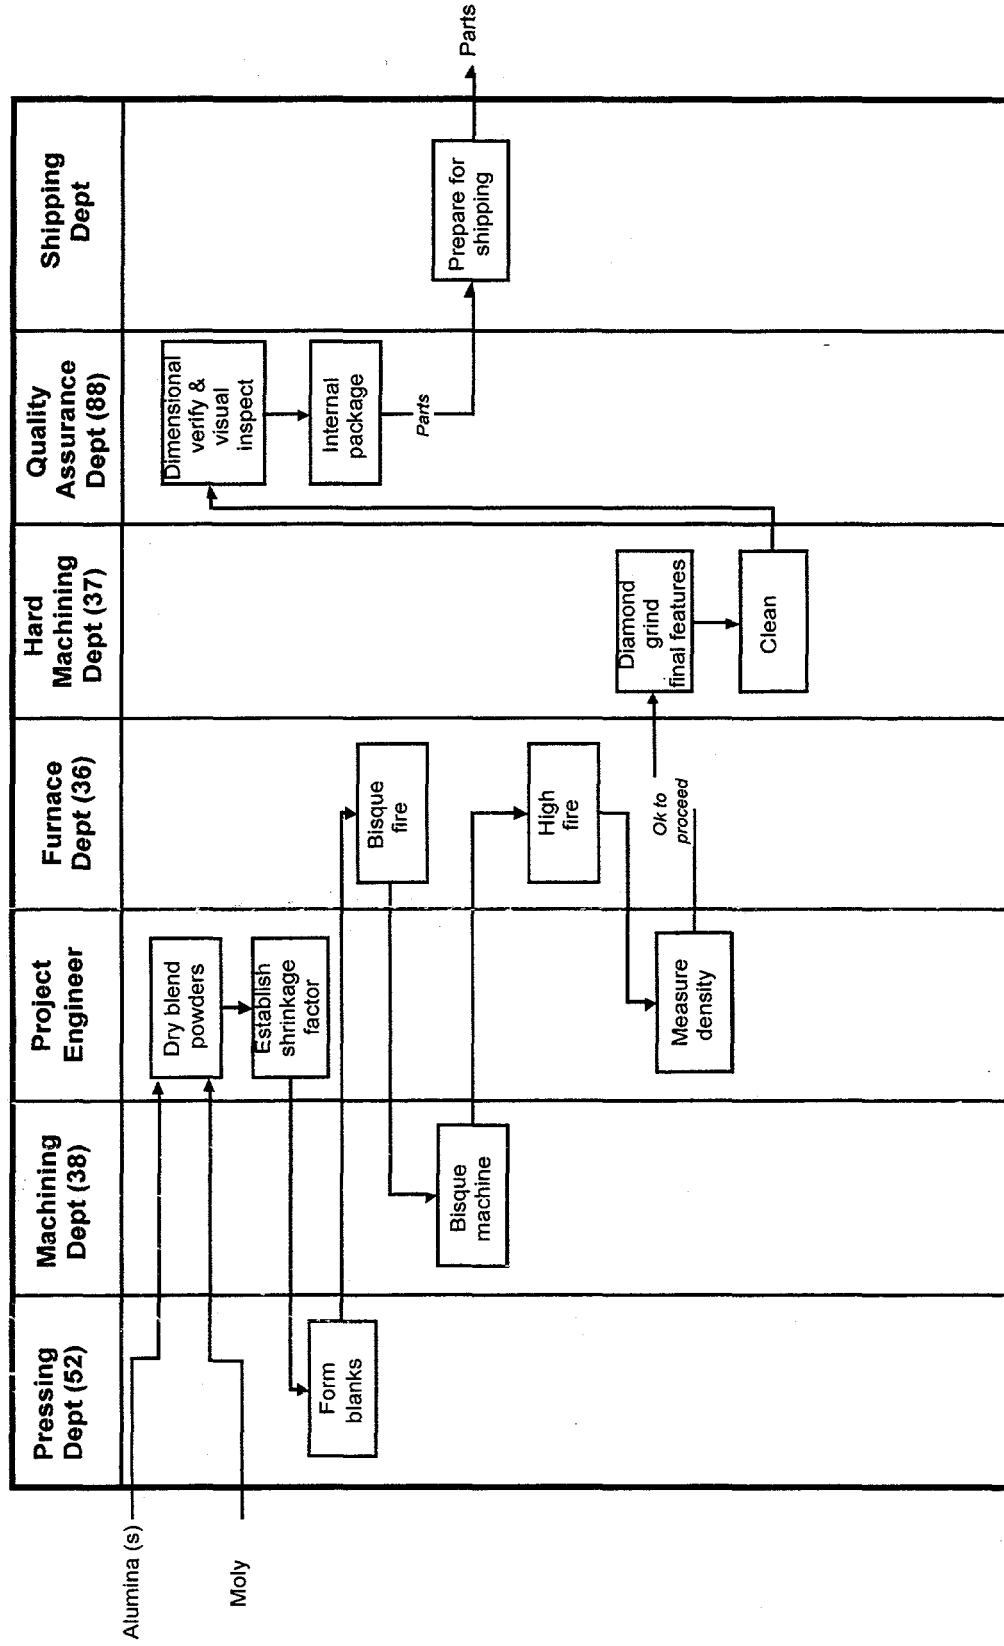 Pressing
Dept (52)
Machining
Dept (38)
Project
Engineer
Furnace
Dept (36)
Hard
Machining
Dept (37)
Quality
Assurance
Dept (88)
Shipping
Dept
Alumina (s)
Moly
Dry blend
powders
Establish
shrinkage
factor
Form
blanks
Bisque
fire
Bisque
machine
High
fire
Measure
density
Ok to
proceed
Diamond
grind
final features
Clean
Dimensional
verify &
visual
inspect
Internal
package
Parts
Prepare for
shipping
Parts